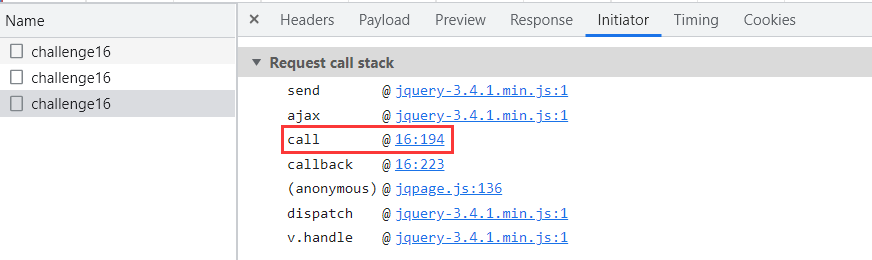 Name
challenge16
challenge16
challenge16
× Headers Payload Preview Response Initiator Timing Cookies
▼ Request call stack
send @ jquery-3.4.1.min.js:1
ajax @ jquery-3.4.1.min.js:1
call @ 16:194
callback @ 16:223
(anonymous) @ jqpage.js:136
dispatch @ jquery-3.4.1.min.js:1
v.handle @ jquery-3.4.1.min.js:1